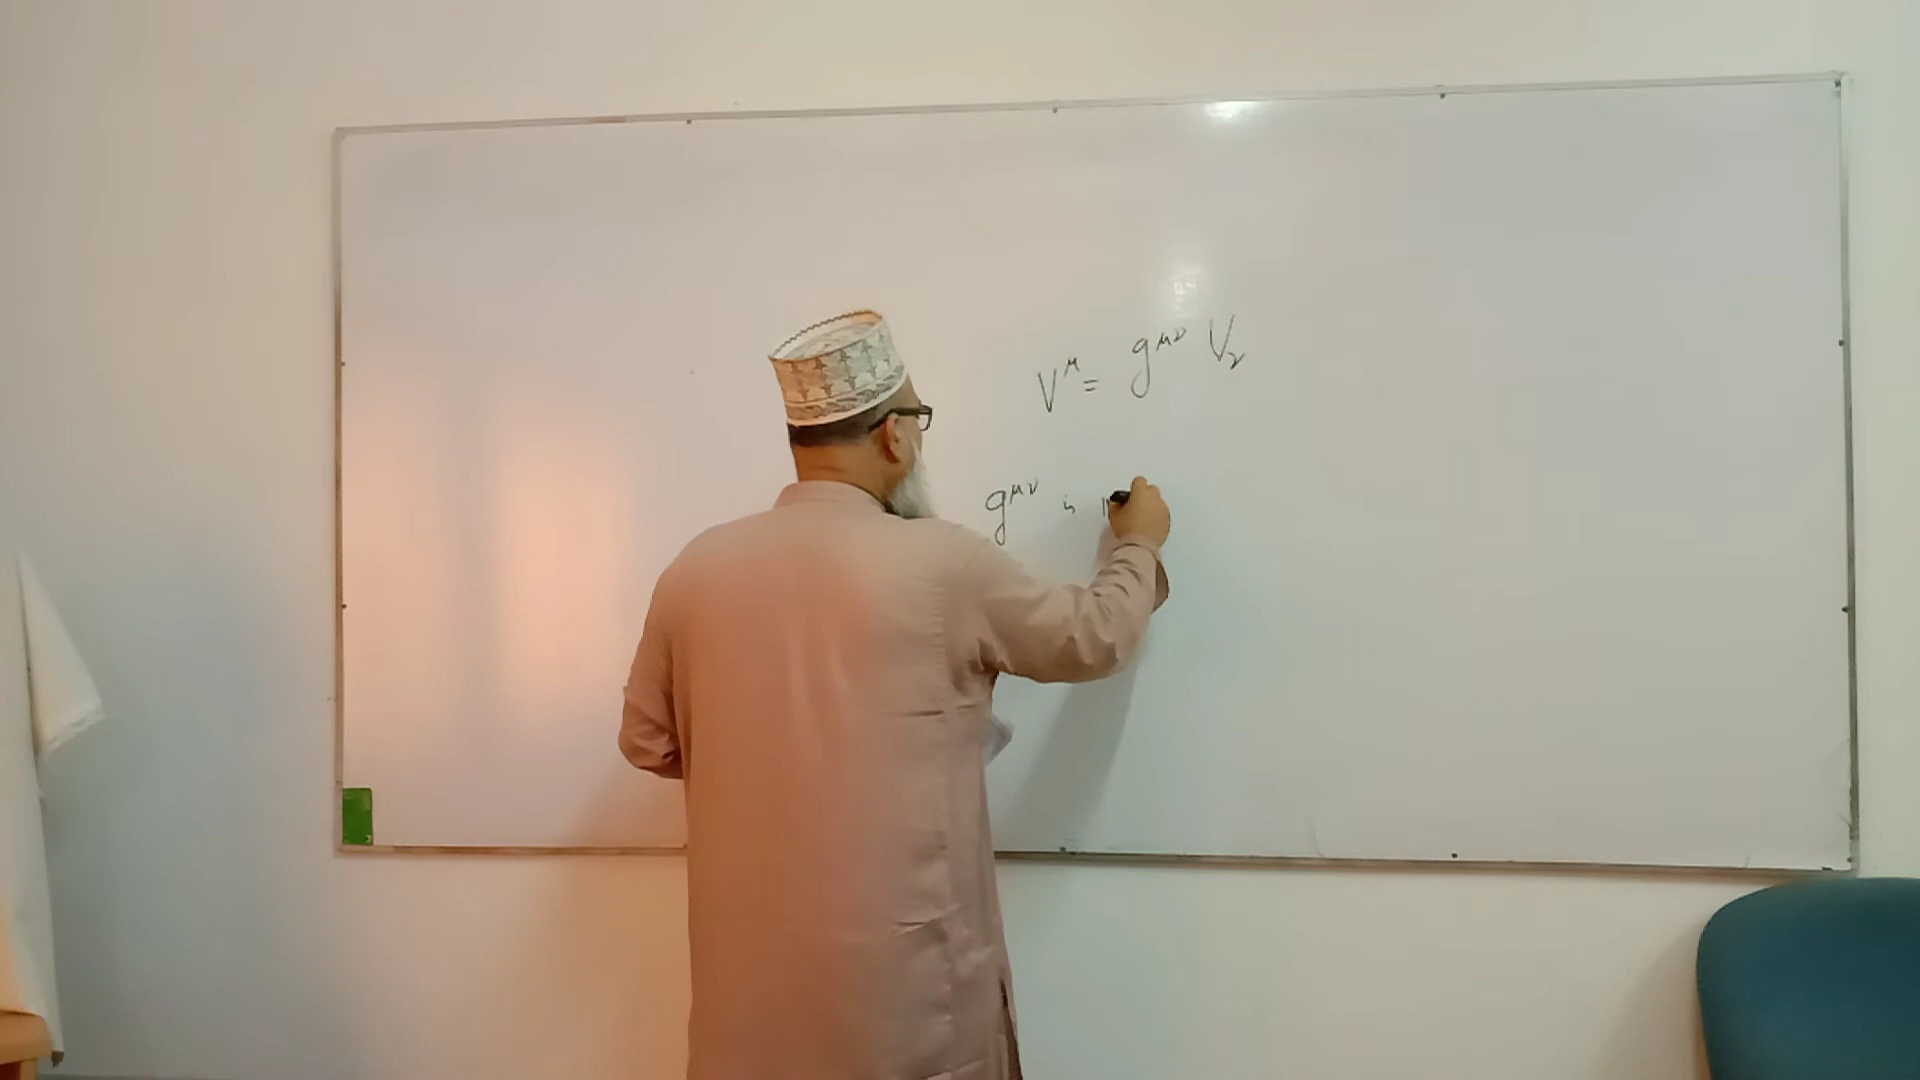 V^μ = g^{μν} V_ν
g^{μν} is